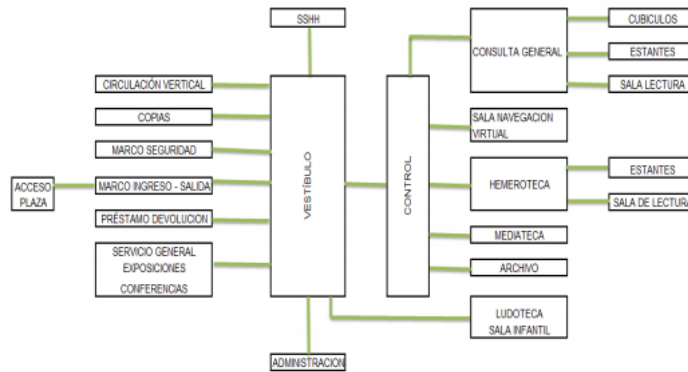 SSHH
CUBICULOS
CONSULTA GENERAL
ESTANTES
SALA LECTURA
CIRCULACIÓN VERTICAL
COPIAS
MARCO SEGURIDAD
ACCESO
PLAZA
MARCO INGRESO - SALIDA
PRÉSTAMO DEVOLUCION
SERVICIO GENERAL
EXPOSICIONES
CONFERENCIAS
VESTÍBULO
CONTROL
SALA NAVEGACION
VIRTUAL
HEMEROTECA
ESTANTES
SALA DE LECTURA
MEDIATECA
ARCHIVO
LUDOTECA
SALA INFANTIL
ADMINISTRACION